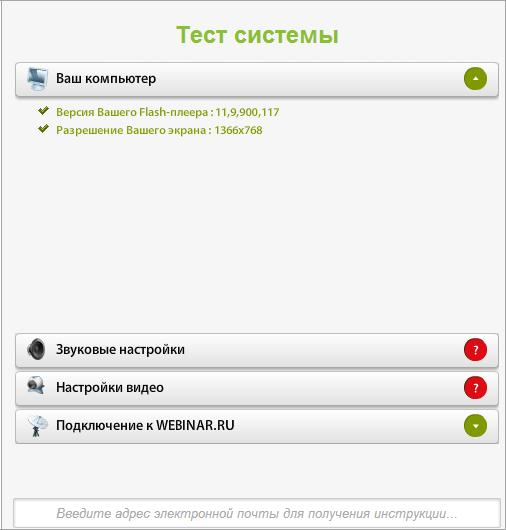 Тест системы
Ваш компьютер
Версия Вашего Flash-плеера : 11,9,900,117
Разрешение Вашего экрана : 1366x768
Звуковые настройки ?
Настройки видео ?
Подключение к WEBINAR.RU
Введите адрес электронной почты для получения инструкции...